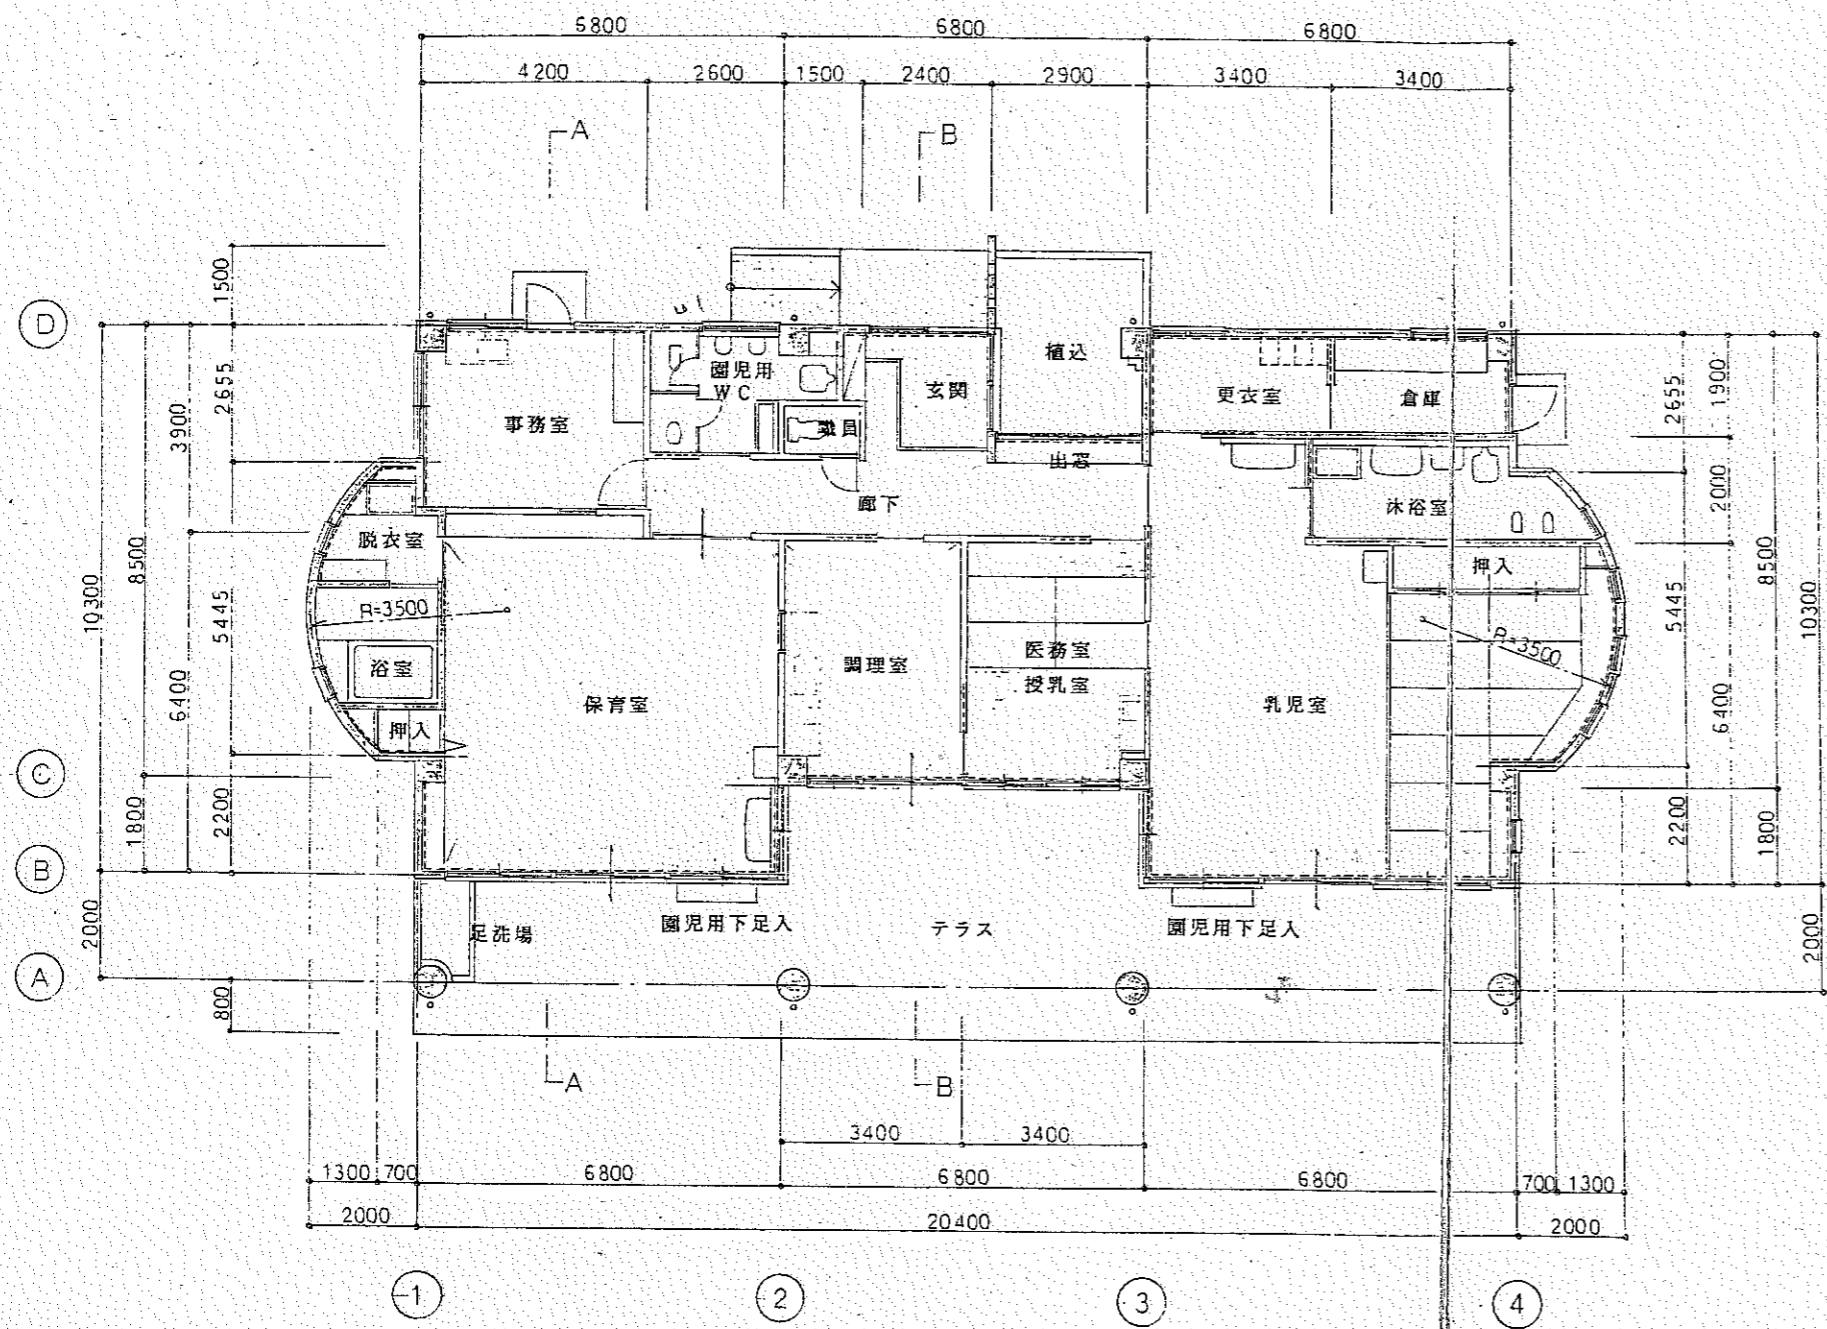 6800 6800 6800
4200 2600 1500 2400 2900 3400 3400
A B
1500
D
植込
園児用
WC
玄関
更衣室
倉庫
2655
3900
事務室
職員
2655
1900
出窓
廊下
沐浴室
2000
脱衣室
押入
8500
10300
5445
R=3500
R=3500
8500
5445
10300
浴室
調理室
医務室
授乳室
保育室
乳児室
6400
6400
押入
C
1800
2200
2200
1800
B
2000
足洗場
園児用下足入
テラス
園児用下足入
2000
A
800
A B
3400 3400
1300 700 6800 6800 6800 700 1300
2000 20400 2000
1 2 3 4